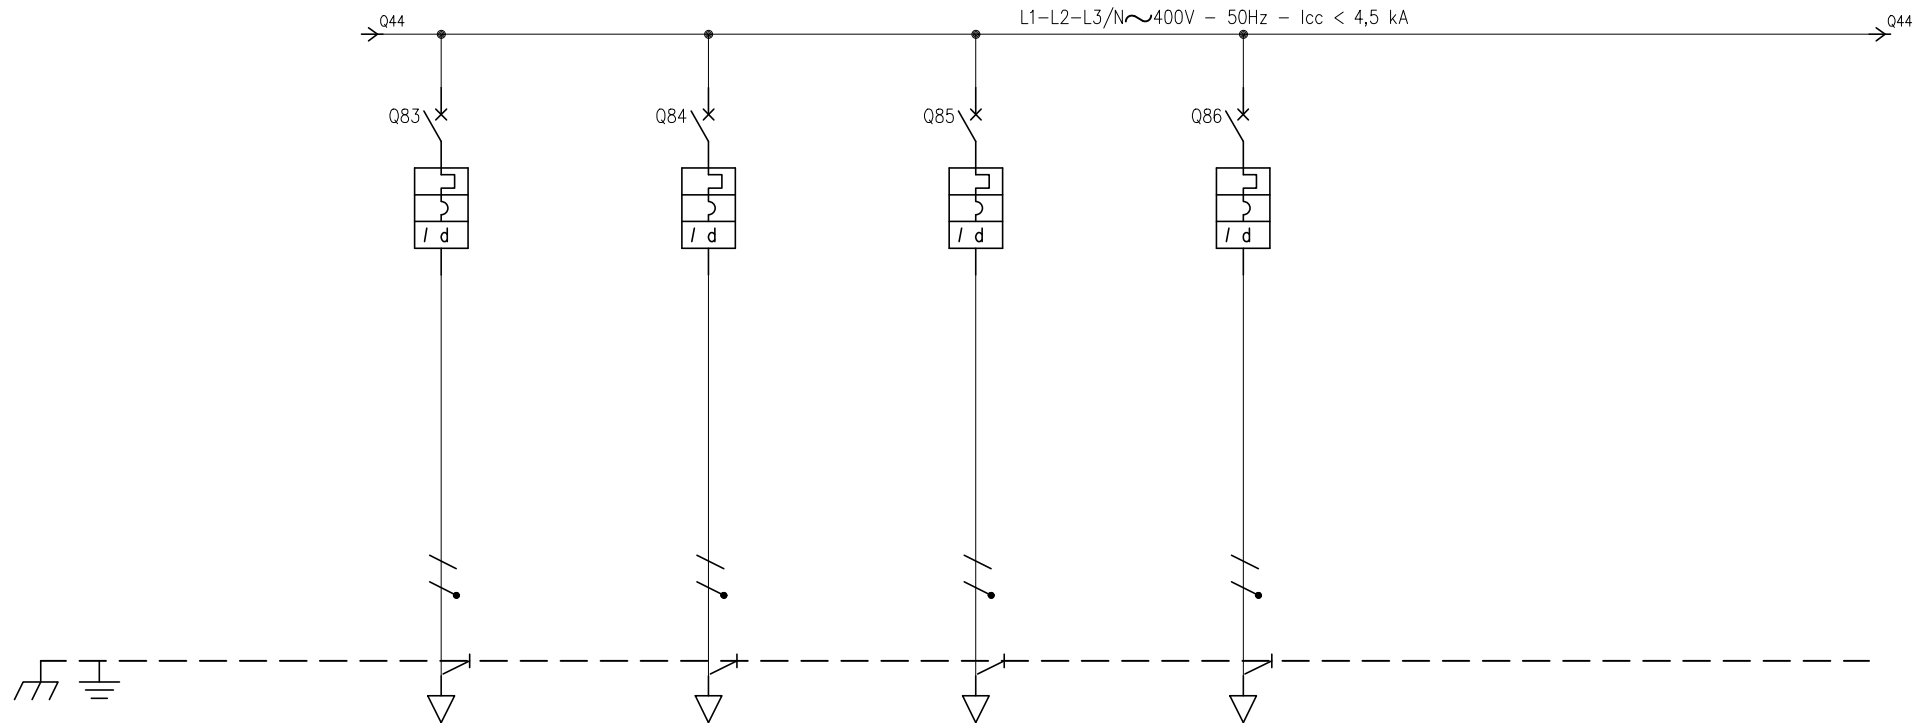 Q44
L1-L2-L3/N~400V - 50Hz - Icc < 4,5 kA
Q44
Q83
Q84
Q85
Q86
I d
I d
I d
I d